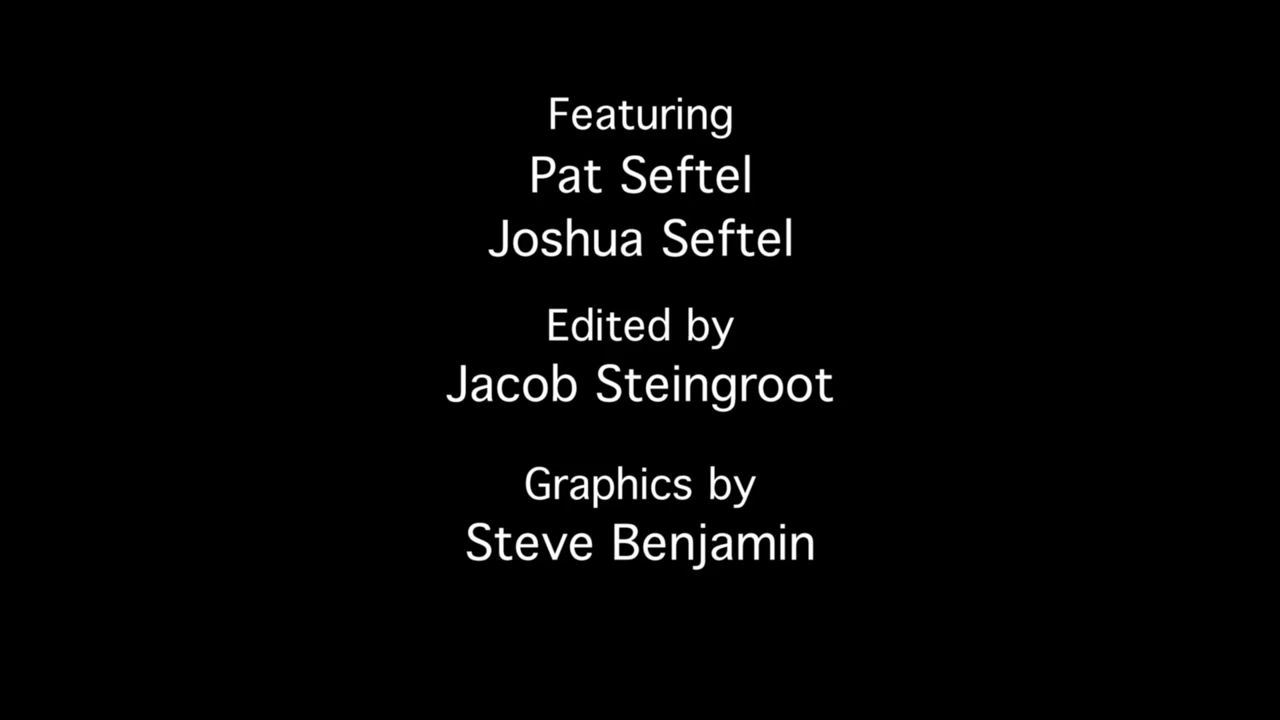 Featuring
Pat Seftel
Joshua Seftel
Edited by
Jacob Steingroot
Graphics by
Steve Benjamin